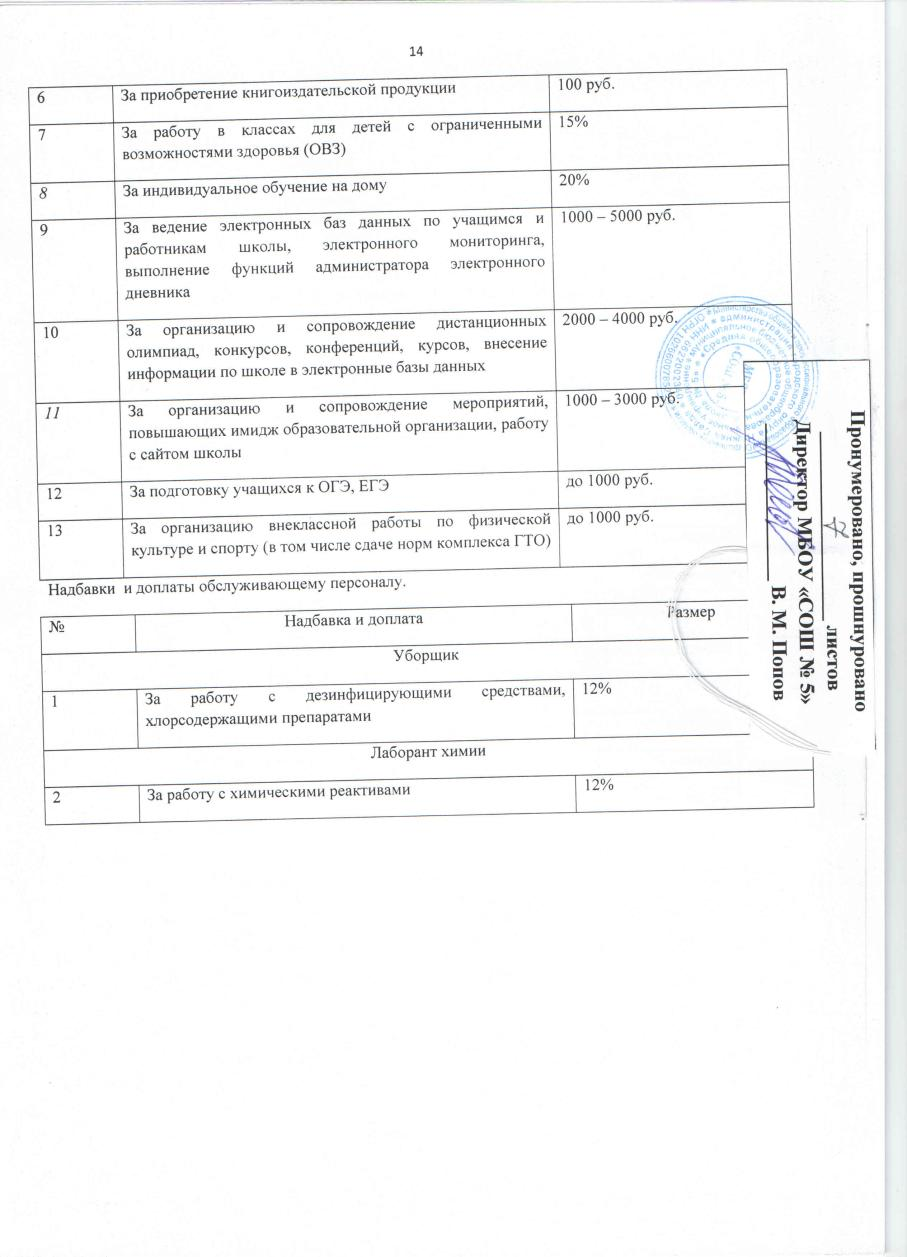 14
6 За приобретение книгоиздательской продукции 100 руб.
7 За работу в классах для детей с ограниченными 15%
возможностями здоровья (ОВЗ)
8 За индивидуальное обучение на дому 20%
9 За ведение электронных баз данных по учащимся и 1000 – 5000 руб.
работникам школы, электронного мониторинга,
выполнение функций администратора электронного
дневника
10 За организацию и сопровождение дистанционных 2000 – 4000 руб.
олимпиад, конкурсов, конференций, курсов, внесение
информации по школе в электронные базы данных
11 За организацию и сопровождение мероприятий, 1000 – 3000 руб.
повышающих имидж образовательной организации, работу
с сайтом школы
12 За подготовку учащихся к ОГЭ, ЕГЭ до 1000 руб.
13 За организацию внеклассной работы по физической до 1000 руб.
культуре и спорту (в том числе сдаче норм комплекса ГТО)
Надбавки и доплаты обслуживающему персоналу.
№ Надбавка и доплата Размер
Уборщик
1 За работу с дезинфицирующими средствами, 12%
хлорсодержащими препаратами
Лаборант химии
2 За работу с химическими реактивами 12%
Пронумеровано, прошнуровано
листов
Директор МБОУ «СОШ № 5»
В. М. Попов